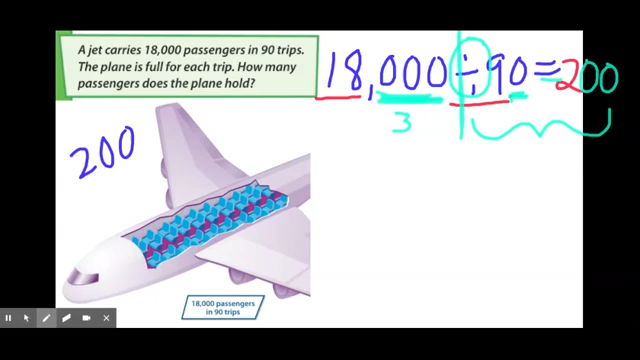 A jet carries 18,000 passengers in 90 trips.
The plane is full for each trip. How many
passengers does the plane hold?
18,000 ÷ 90 = 200
3
200
18,000 passengers
in 90 trips